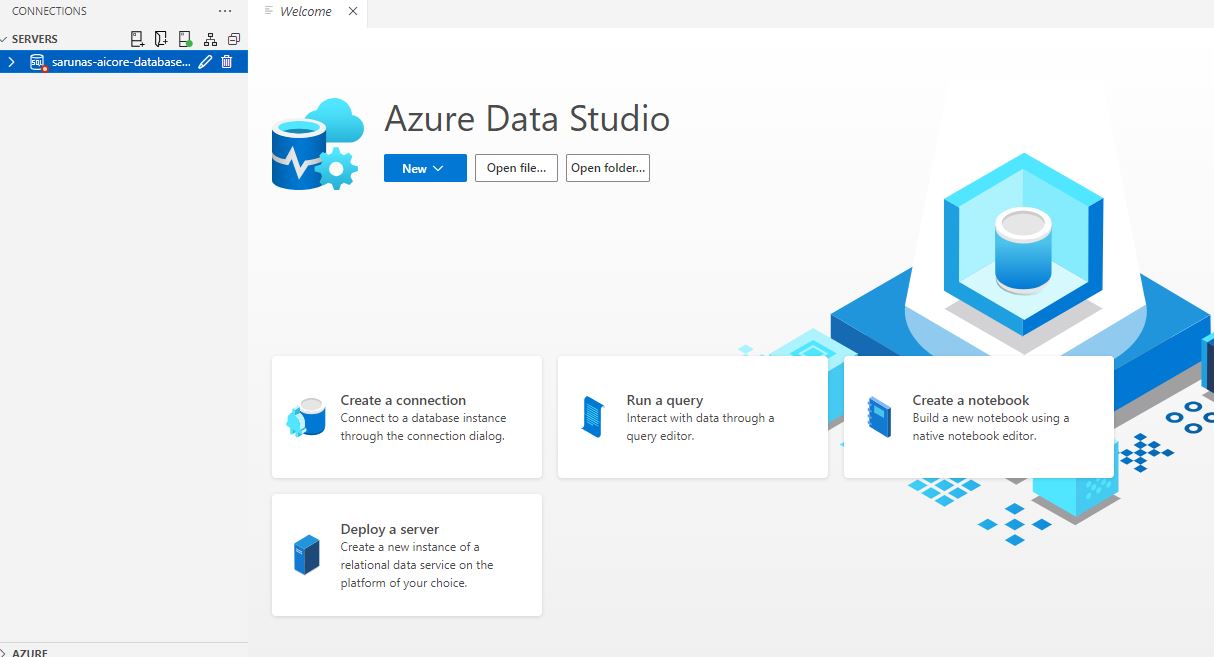 CONNECTIONS
Welcome
SERVERS
sarunas-aicore-database...
Azure Data Studio
New
Open file...
Open folder...
Create a connection
Connect to a database instance
through the connection dialog.
Run a query
Interact with data through a
query editor.
Create a notebook
Build a new notebook using a
native notebook editor.
Deploy a server
Create a new instance of a
relational data service on the
platform of your choice.
AZURE